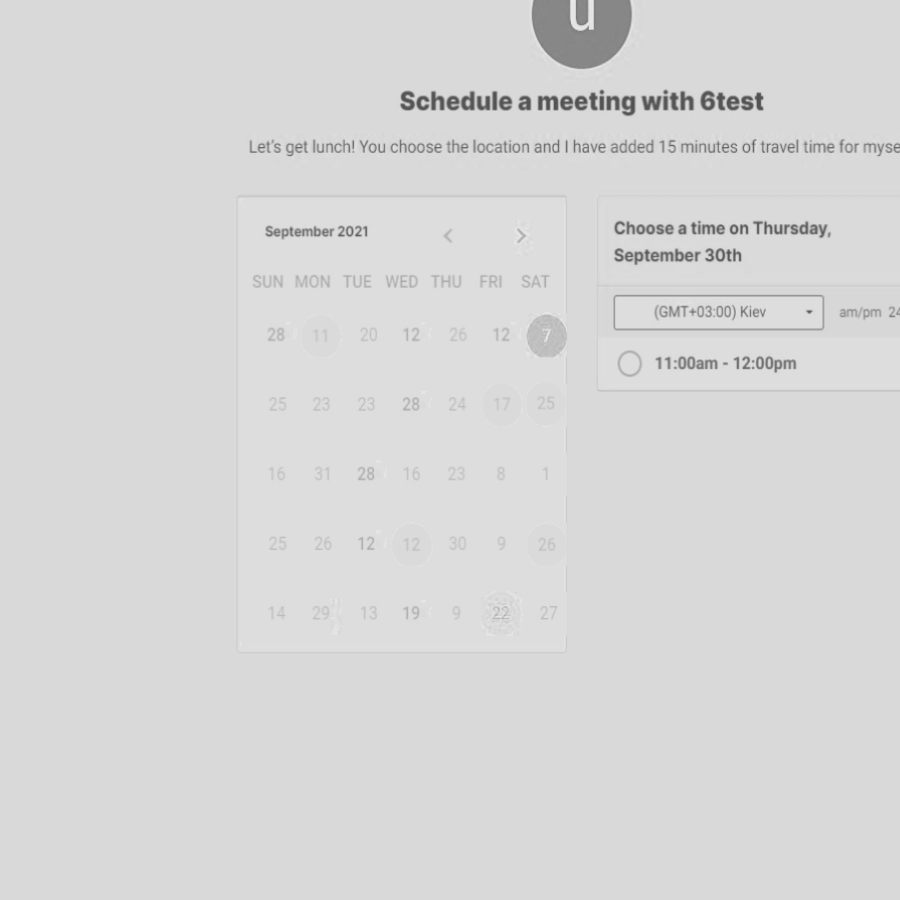 u
Schedule a meeting with 6test
Let's get lunch! You choose the location and I have added 15 minutes of travel time for myse
September 2021
SUN MON TUE WED THU FRI SAT
28 11 20 12 26 12 7
25 23 23 28 24 17 25
16 31 28 16 23 8 1
25 26 12 12 30 9 26
14 29 13 19 9 22 27
Choose a time on Thursday,
September 30th
(GMT+03:00) Kiev
am/pm 24
11:00am - 12:00pm